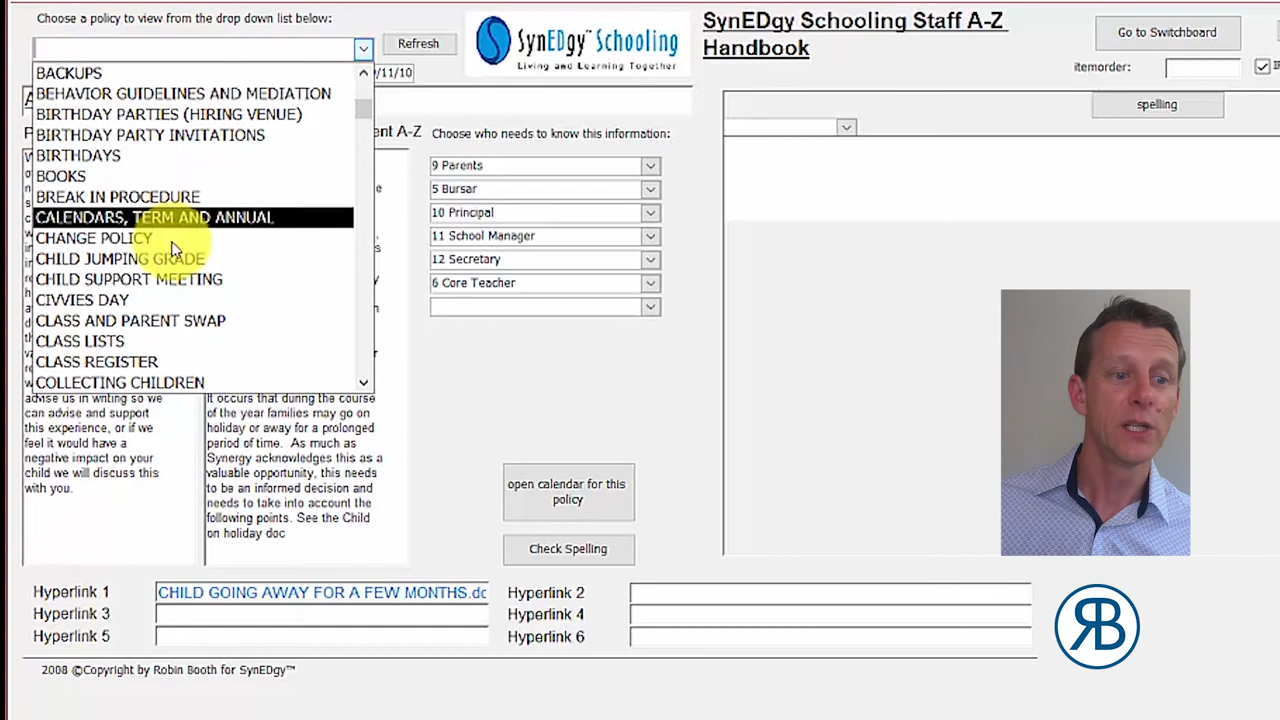 Choose a policy to view from the drop down list below:
Refresh
SynEDgy™ Schooling
Living and Learning Together
SynEDgy Schooling Staff A-Z
Handbook
Go to Switchboard
itemorder:
spelling
/11/10
BACKUPS
BEHAVIOR GUIDELINES AND MEDIATION
BIRTHDAY PARTIES (HIRING VENUE)
BIRTHDAY PARTY INVITATIONS
BIRTHDAYS
BOOKS
BREAK IN PROCEDURE
CALENDARS, TERM AND ANNUAL
CHANGE POLICY
CHILD JUMPING GRADE
CHILD SUPPORT MEETING
CIVVIES DAY
CLASS AND PARENT SWAP
CLASS LISTS
CLASS REGISTER
COLLECTING CHILDREN
ent A-Z
Choose who needs to know this information:
9 Parents
5 Bursar
10 Principal
11 School Manager
12 Secretary
6 Core Teacher
advise us in writing so we
can advise and support
this experience, or if we
feel it would have a
negative impact on your
child we will discuss this
with you.
It occurs that during the course
of the year families may go on
holiday or away for a prolonged
period of time. As much as
Synergy acknowledges this as a
valuable opportunity, this needs
to be an informed decision and
needs to take into account the
following points. See the Child
on holiday doc
open calendar for this
policy
Check Spelling
Hyperlink 1
CHILD GOING AWAY FOR A FEW MONTHS.dc
Hyperlink 2
Hyperlink 3
Hyperlink 4
Hyperlink 5
Hyperlink 6
RB
2008 ©Copyright by Robin Booth for SynEDgy™